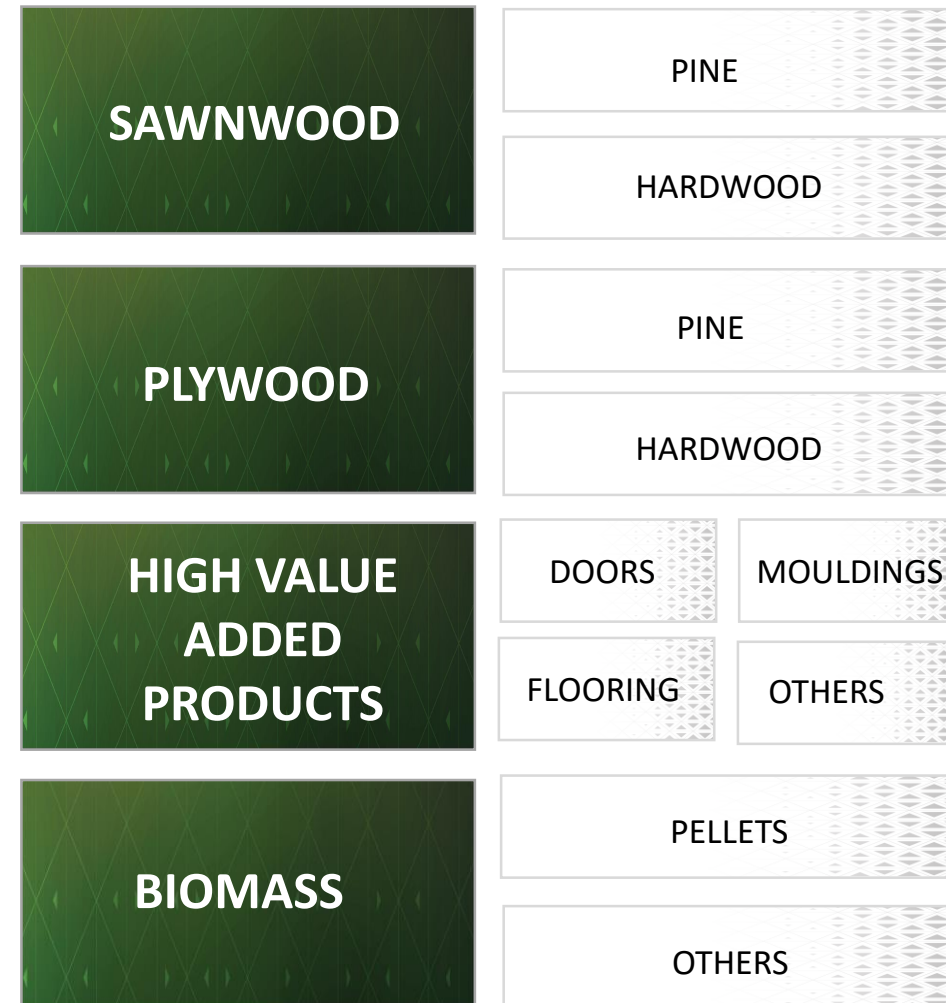 SAWNWOOD
PINE
HARDWOOD
PLYWOOD
PINE
HARDWOOD
HIGH VALUE
ADDED
PRODUCTS
DOORS
MOULDINGS
FLOORING
OTHERS
BIOMASS
PELLETS
OTHERS